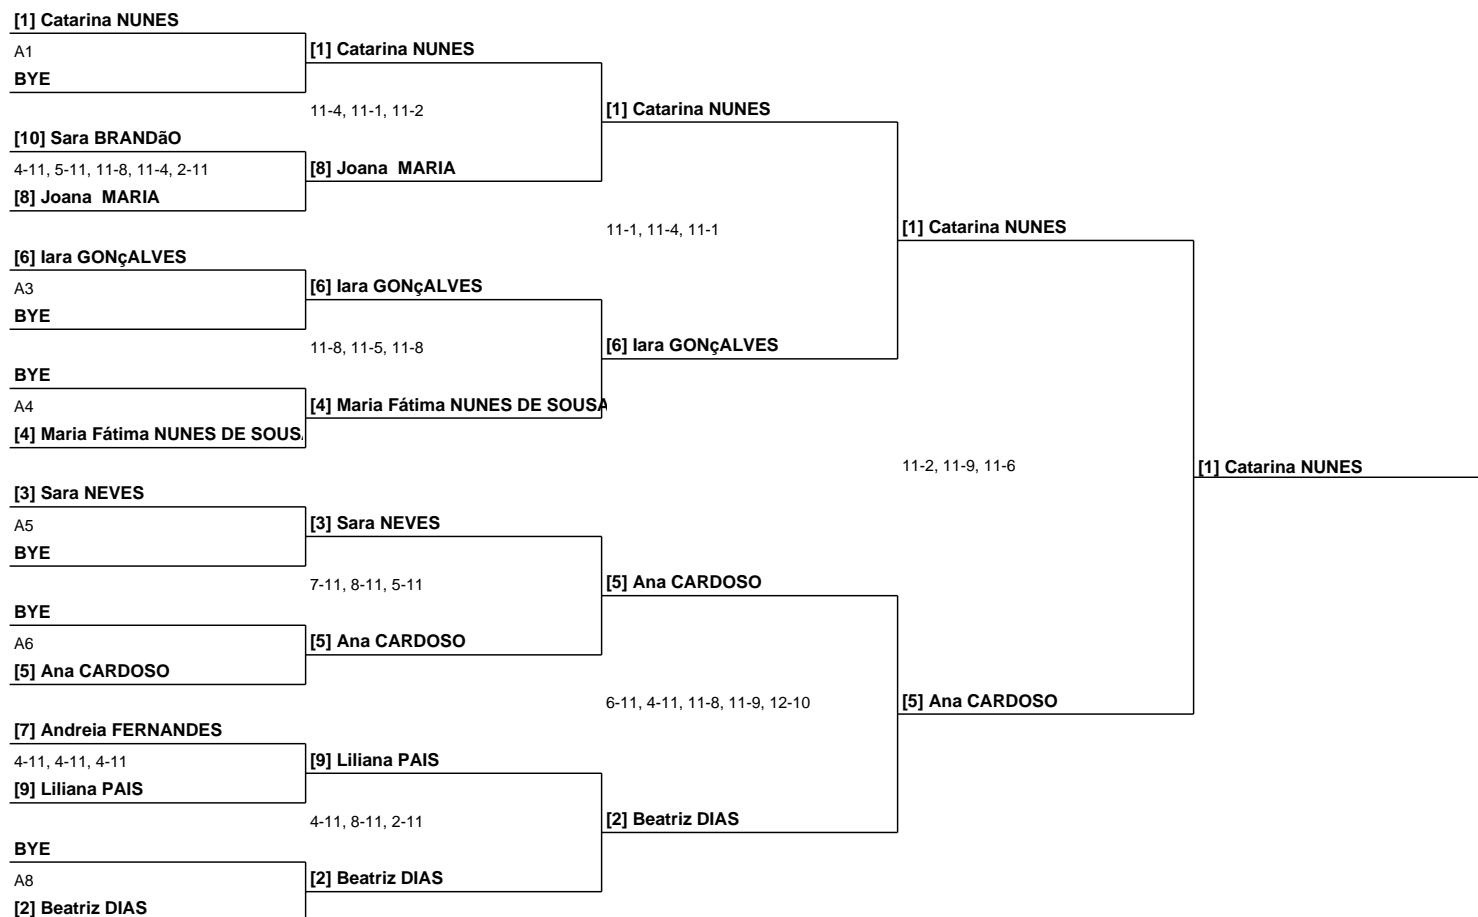 [1] Catarina NUNES
A1
BYE
[10] Sara BRANDãO
4-11, 5-11, 11-8, 11-4, 2-11
[8] Joana  MARIA
[6] Iara GONçALVES
A3
BYE
BYE
A4
[4] Maria Fátima NUNES DE SOUS
[3] Sara NEVES
A5
BYE
BYE
A6
[5] Ana CARDOSO
[7] Andreia FERNANDES
4-11, 4-11, 4-11
[9] Liliana PAIS
BYE
A8
[2] Beatriz DIAS
[1] Catarina NUNES
11-4, 11-1, 11-2
[8] Joana  MARIA
[6] Iara GONçALVES
11-8, 11-5, 11-8
[4] Maria Fátima NUNES DE SOUSA
[3] Sara NEVES
7-11, 8-11, 5-11
[5] Ana CARDOSO
[9] Liliana PAIS
4-11, 8-11, 2-11
[2] Beatriz DIAS
[1] Catarina NUNES
11-1, 11-4, 11-1
[6] Iara GONçALVES
[5] Ana CARDOSO
6-11, 4-11, 11-8, 11-9, 12-10
[2] Beatriz DIAS
[1] Catarina NUNES
11-2, 11-9, 11-6
[5] Ana CARDOSO
[1] Catarina NUNES